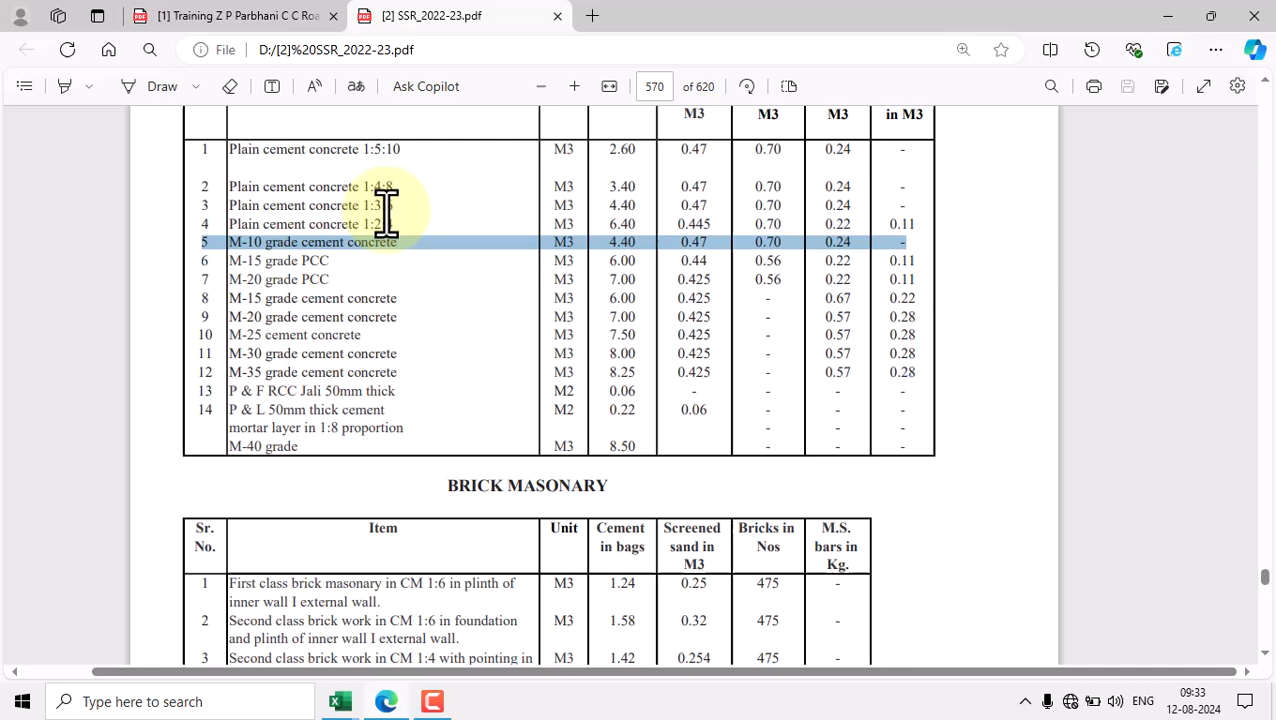 [1] Training Z P Parbhani C C Roa
[2] SSR_2022-23.pdf
File D:/[2]%20SSR_2022-23.pdf
Draw aあ Ask Copilot 570 of 620
M3 M3 M3 in M3
1 Plain cement concrete 1:5:10 M3 2.60 0.47 0.70 0.24 -
2 Plain cement concrete 1:4:8 M3 3.40 0.47 0.70 0.24 -
3 Plain cement concrete 1:3:6 M3 4.40 0.47 0.70 0.24 -
4 Plain cement concrete 1:2:4 M3 6.40 0.445 0.70 0.22 0.11
5 M-10 grade cement concrete M3 4.40 0.47 0.70 0.24 -
6 M-15 grade PCC M3 6.00 0.44 0.56 0.22 0.11
7 M-20 grade PCC M3 7.00 0.425 0.56 0.22 0.11
8 M-15 grade cement concrete M3 6.00 0.425 - 0.67 0.22
9 M-20 grade cement concrete M3 7.00 0.425 - 0.57 0.28
10 M-25 cement concrete M3 7.50 0.425 - 0.57 0.28
11 M-30 grade cement concrete M3 8.00 0.425 - 0.57 0.28
12 M-35 grade cement concrete M3 8.25 0.425 - 0.57 0.28
13 P & F RCC Jali 50mm thick M2 0.06 - - - -
14 P & L 50mm thick cement M2 0.22 0.06 - - -
mortar layer in 1:8 proportion - - -
M-40 grade M3 8.50 - - -
BRICK MASONARY
Sr. Item Unit Cement Screened Bricks in M.S.
No. in bags sand in Nos bars in
M3 Kg.
1 First class brick masonary in CM 1:6 in plinth of M3 1.24 0.25 475 -
inner wall I external wall.
2 Second class brick work in CM 1:6 in foundation M3 1.58 0.32 475 -
and plinth of inner wall I external wall.
3 Second class brick work in CM 1:4 with pointing in M3 1.42 0.254 475 -
Type here to search
ENG 09:33
12-08-2024